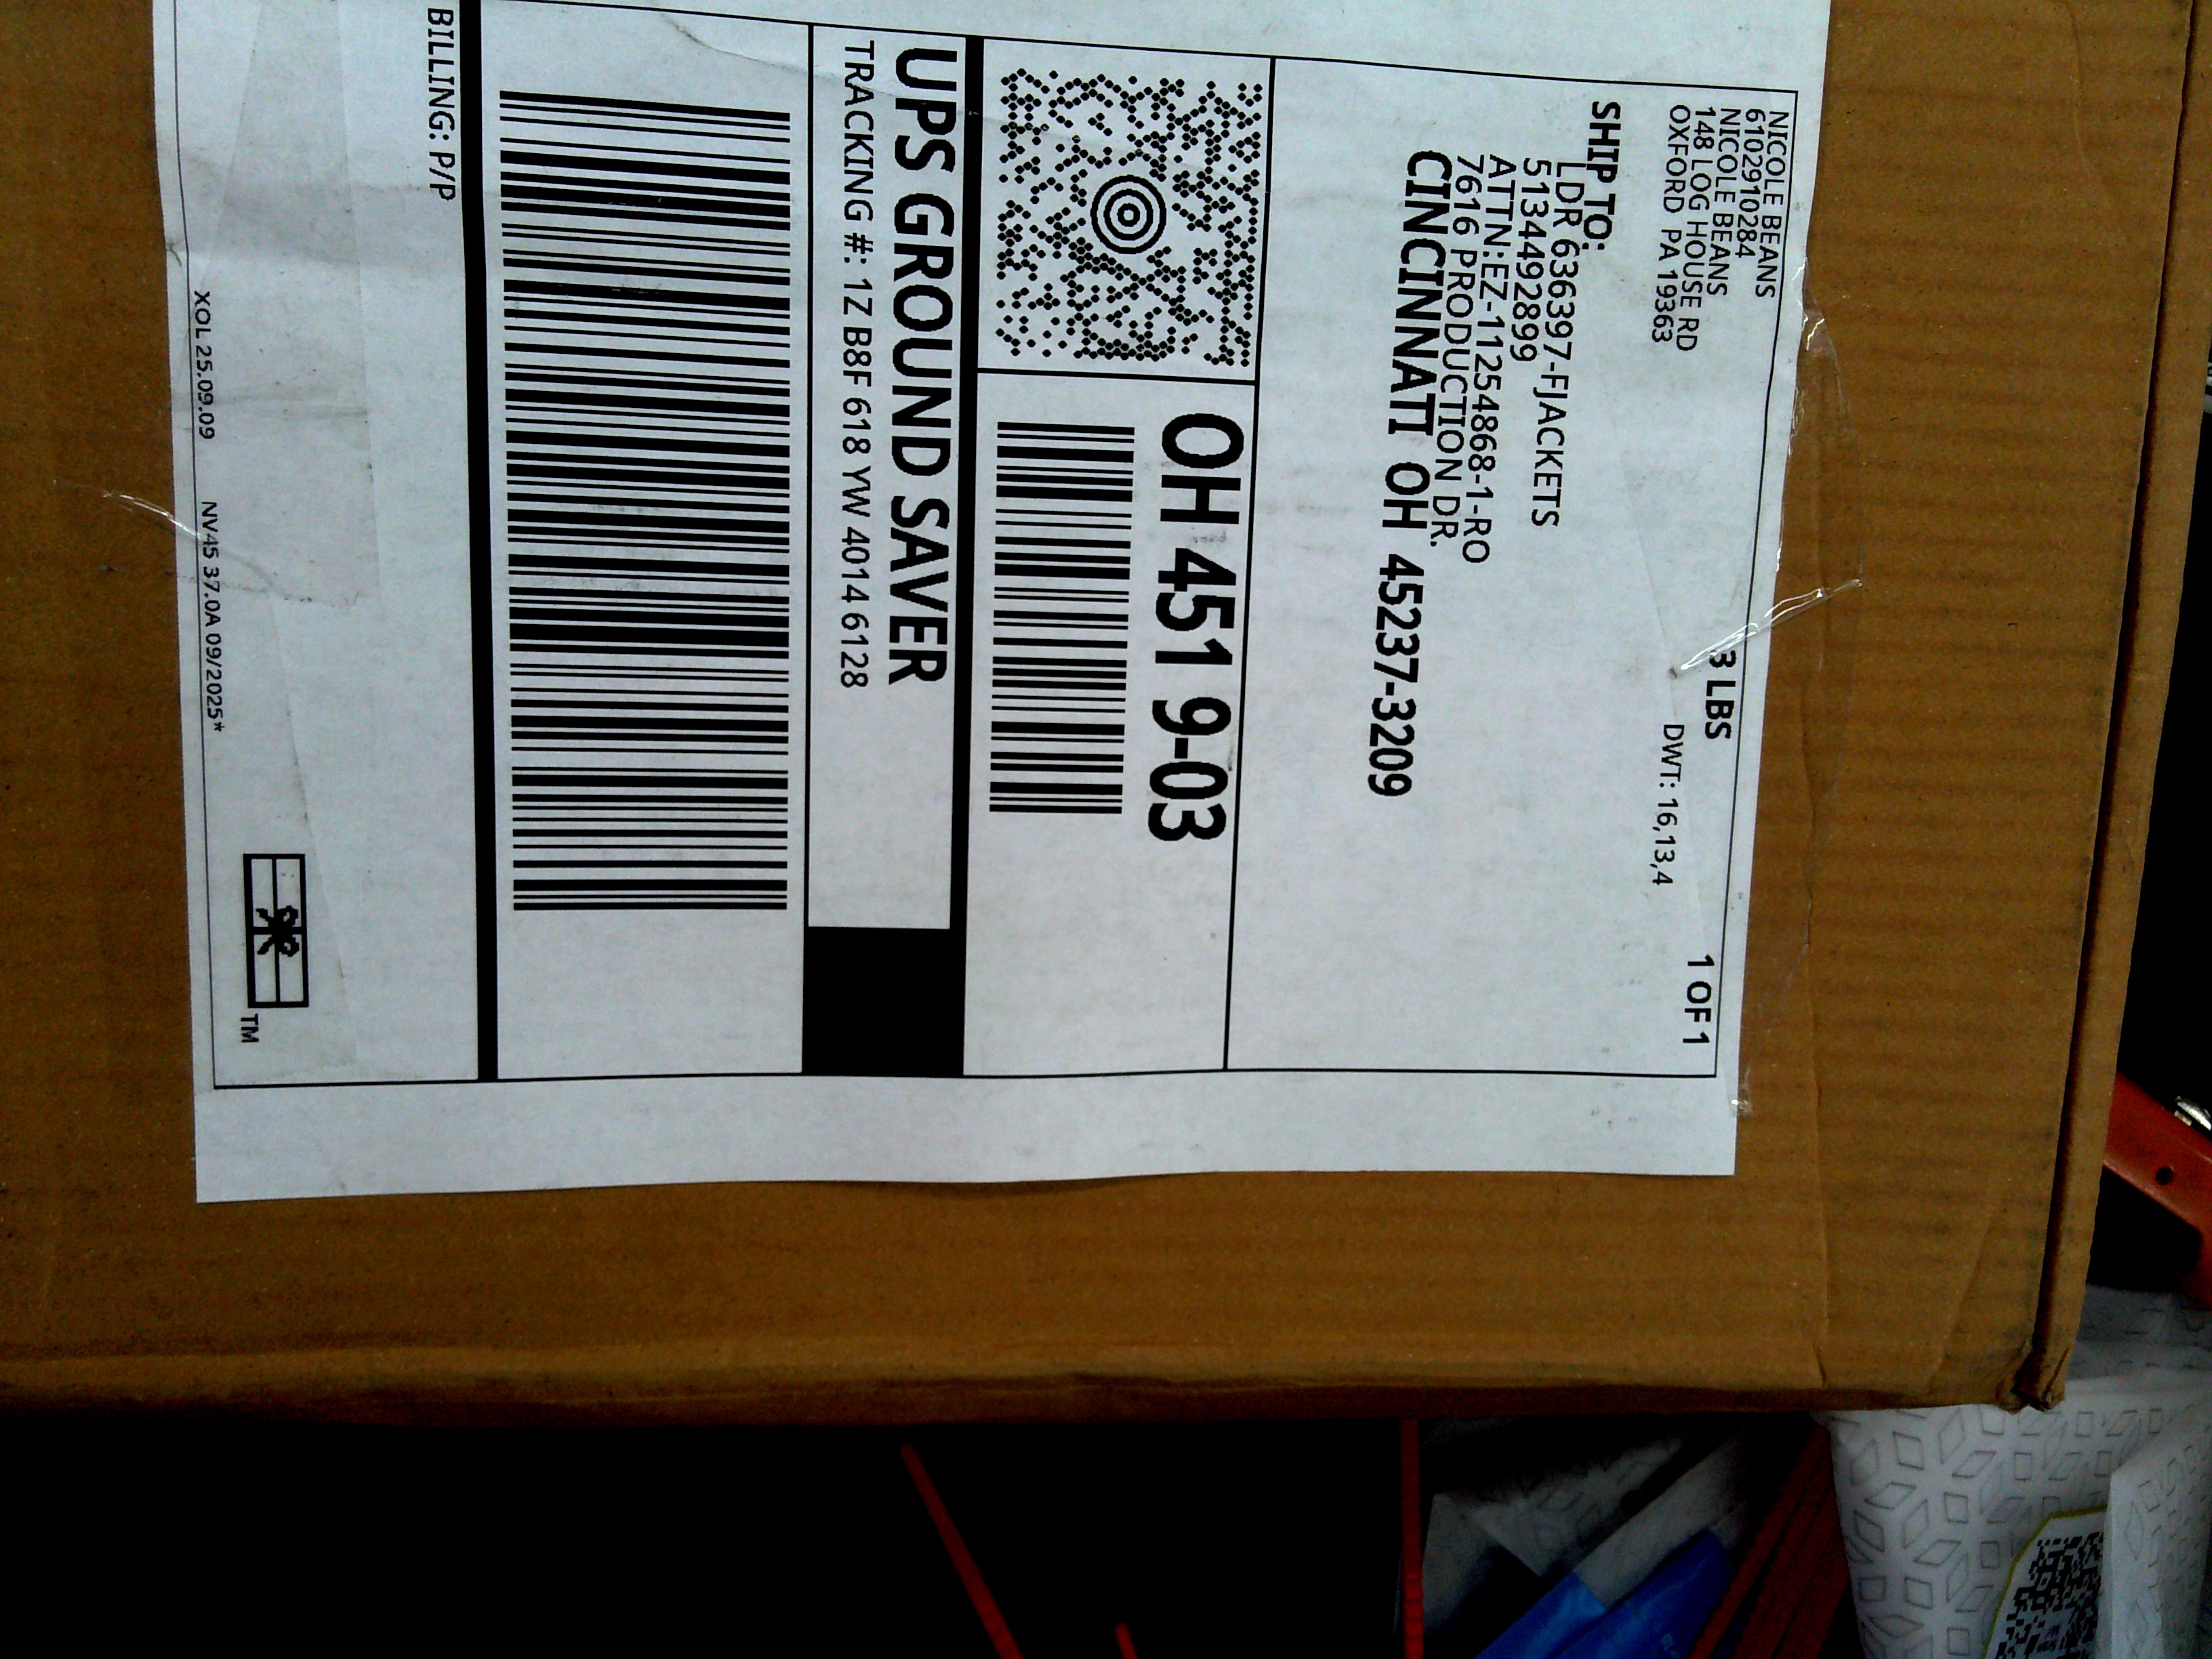 NICOLE BEANS
6102910284
NICOLE BEANS
148 LOG HOUSE RD
OXFORD PA 19363
3 LBS
1 OF 1
DWT: 16,13,4
SHIP TO:
LDR 636397-FJACKETS
5134492899
ATTN:EZ-11254868-1-RO
7616 PRODUCTION DR.
CINCINNATI OH 45237-3209
OH 451 9-03
UPS GROUND SAVER
TRACKING #: 1Z B8F 618 YW 4014 6128
BILLING: P/P
XOL 25.09.09 NV45 37.0A 09/2025*
TM